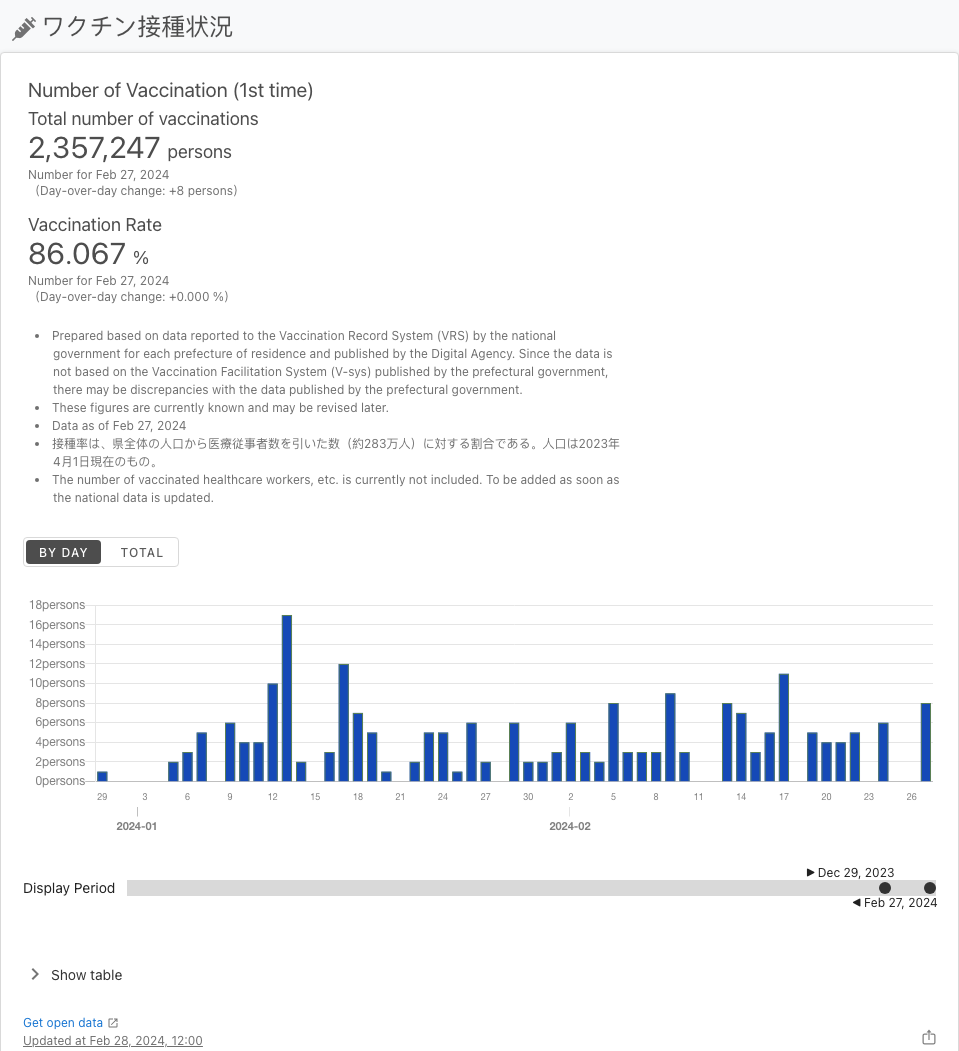 ワクチン接種状況
Number of Vaccination (1st time)
Total number of vaccinations
2,357,247 persons
Number for Feb 27, 2024
(Day-over-day change: +8 persons)
Vaccination Rate
86.067 %
Number for Feb 27, 2024
(Day-over-day change: +0.000 %)
• Prepared based on data reported to the Vaccination Record System (VRS) by the national
government for each prefecture of residence and published by the Digital Agency. Since the data is
not based on the Vaccination Facilitation System (V-sys) published by the prefectural government,
there may be discrepancies with the data published by the prefectural government.
• These figures are currently known and may be revised later.
• Data as of Feb 27, 2024
• 接種率は、県全体の人口から医療従事者数を引いた数（約283万人）に対する割合である。人口は2023年
4月1日現在のもの。
• The number of vaccinated healthcare workers, etc. is currently not included. To be added as soon as
the national data is updated.
BY DAY TOTAL
18persons
16persons
14persons
12persons
10persons
8persons
6persons
4persons
2persons
0persons
29 3 6 9 12 15 18 21 24 27 30 2 5 8 11 14 17 20 23 26
2024-01 2024-02
Dec 29, 2023
Display Period
Feb 27, 2024
Show table
Get open data
Updated at Feb 28, 2024, 12:00